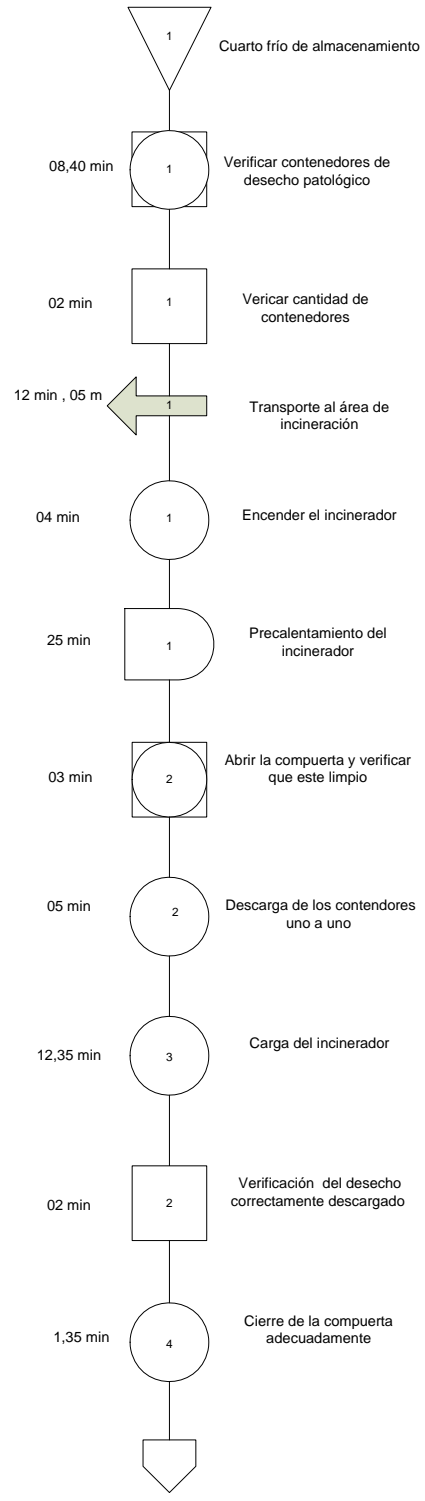 1
Cuarto frío de almacenamiento
08,40 min
1
Verificar contenedores de
desecho patológico
02 min
1
Vericar cantidad de
contenedores
12 min , 05 m
1
Transporte al área de
incineración
04 min
1
Encender el incinerador
25 min
1
Precalentamiento del
incinerador
03 min
2
Abrir la compuerta y verificar
que este limpio
05 min
2
Descarga de los contendores
uno a uno
12,35 min
3
Carga del incinerador
02 min
2
Verificación del desecho
correctamente descargado
1,35 min
4
Cierre de la compuerta
adecuadamente